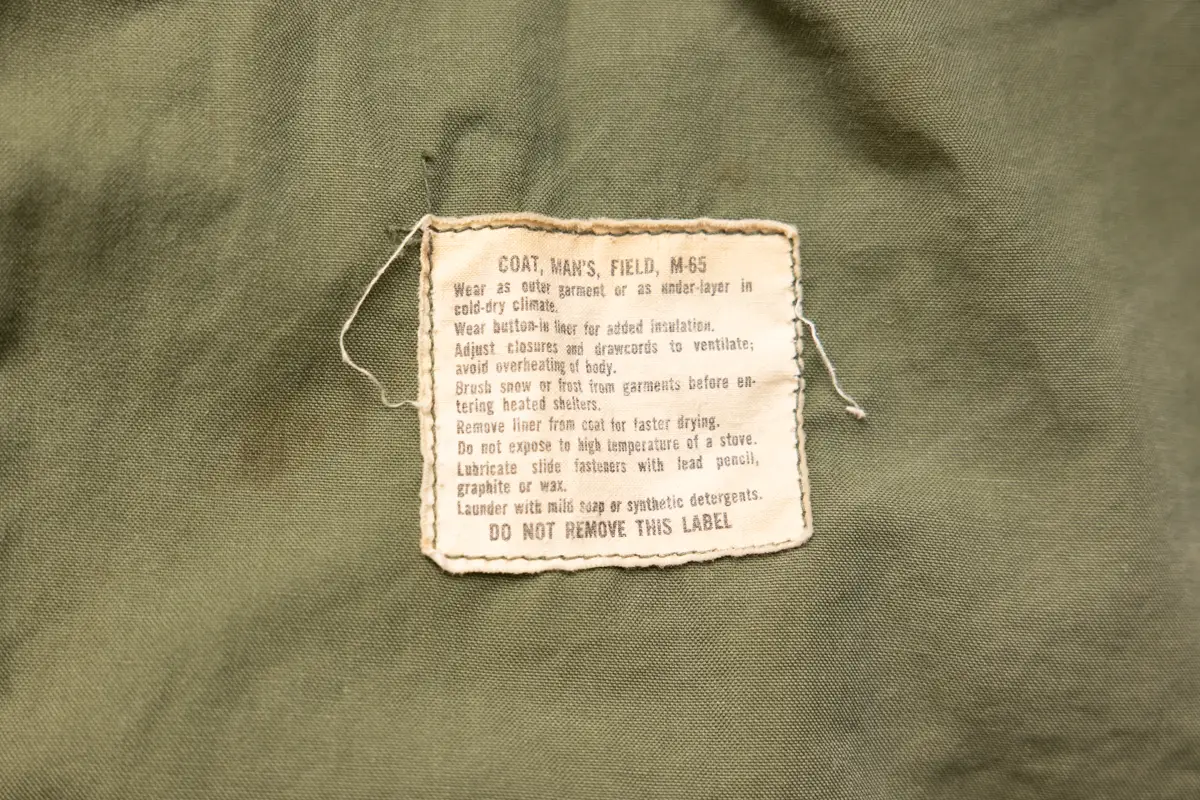 COAT, MAN'S, FIELD, M-65
Wear as outer garment or as under-layer in
cold-dry climate.
Wear button-in liner for added insulation.
Adjust closures and drawcords to ventilate;
avoid overheating of body.
Brush snow or frost from garments before en-
tering heated shelters.
Remove liner from coat for faster drying.
Do not expose to high temperature of a stove.
Lubricate slide fasteners with lead pencil,
graphite or wax.
Launder with mild soap or synthetic detergents.
DO NOT REMOVE THIS LABEL